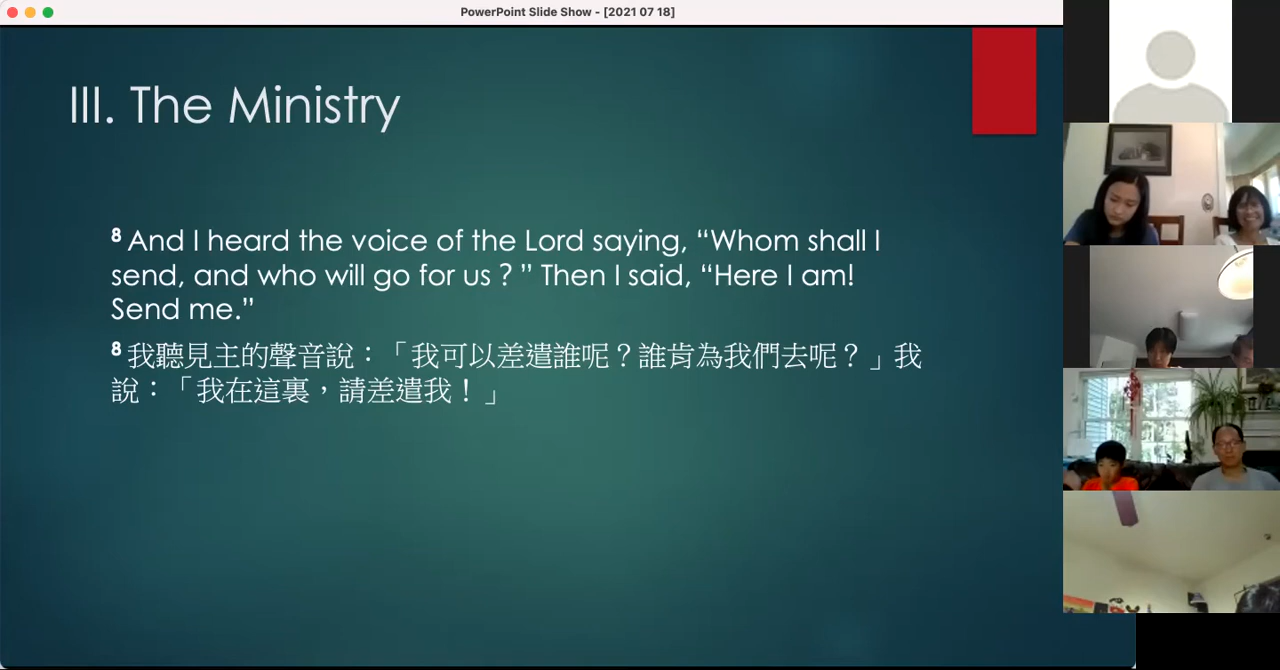 PowerPoint Slide Show - [2021 07 18]
III. The Ministry
8 And I heard the voice of the Lord saying, “Whom shall I
send, and who will go for us？” Then I said, “Here I am!
Send me.”
8 我聽見主的聲音說：「我可以差遣誰呢？誰肯為我們去呢？」我
說：「我在這裏，請差遣我！」